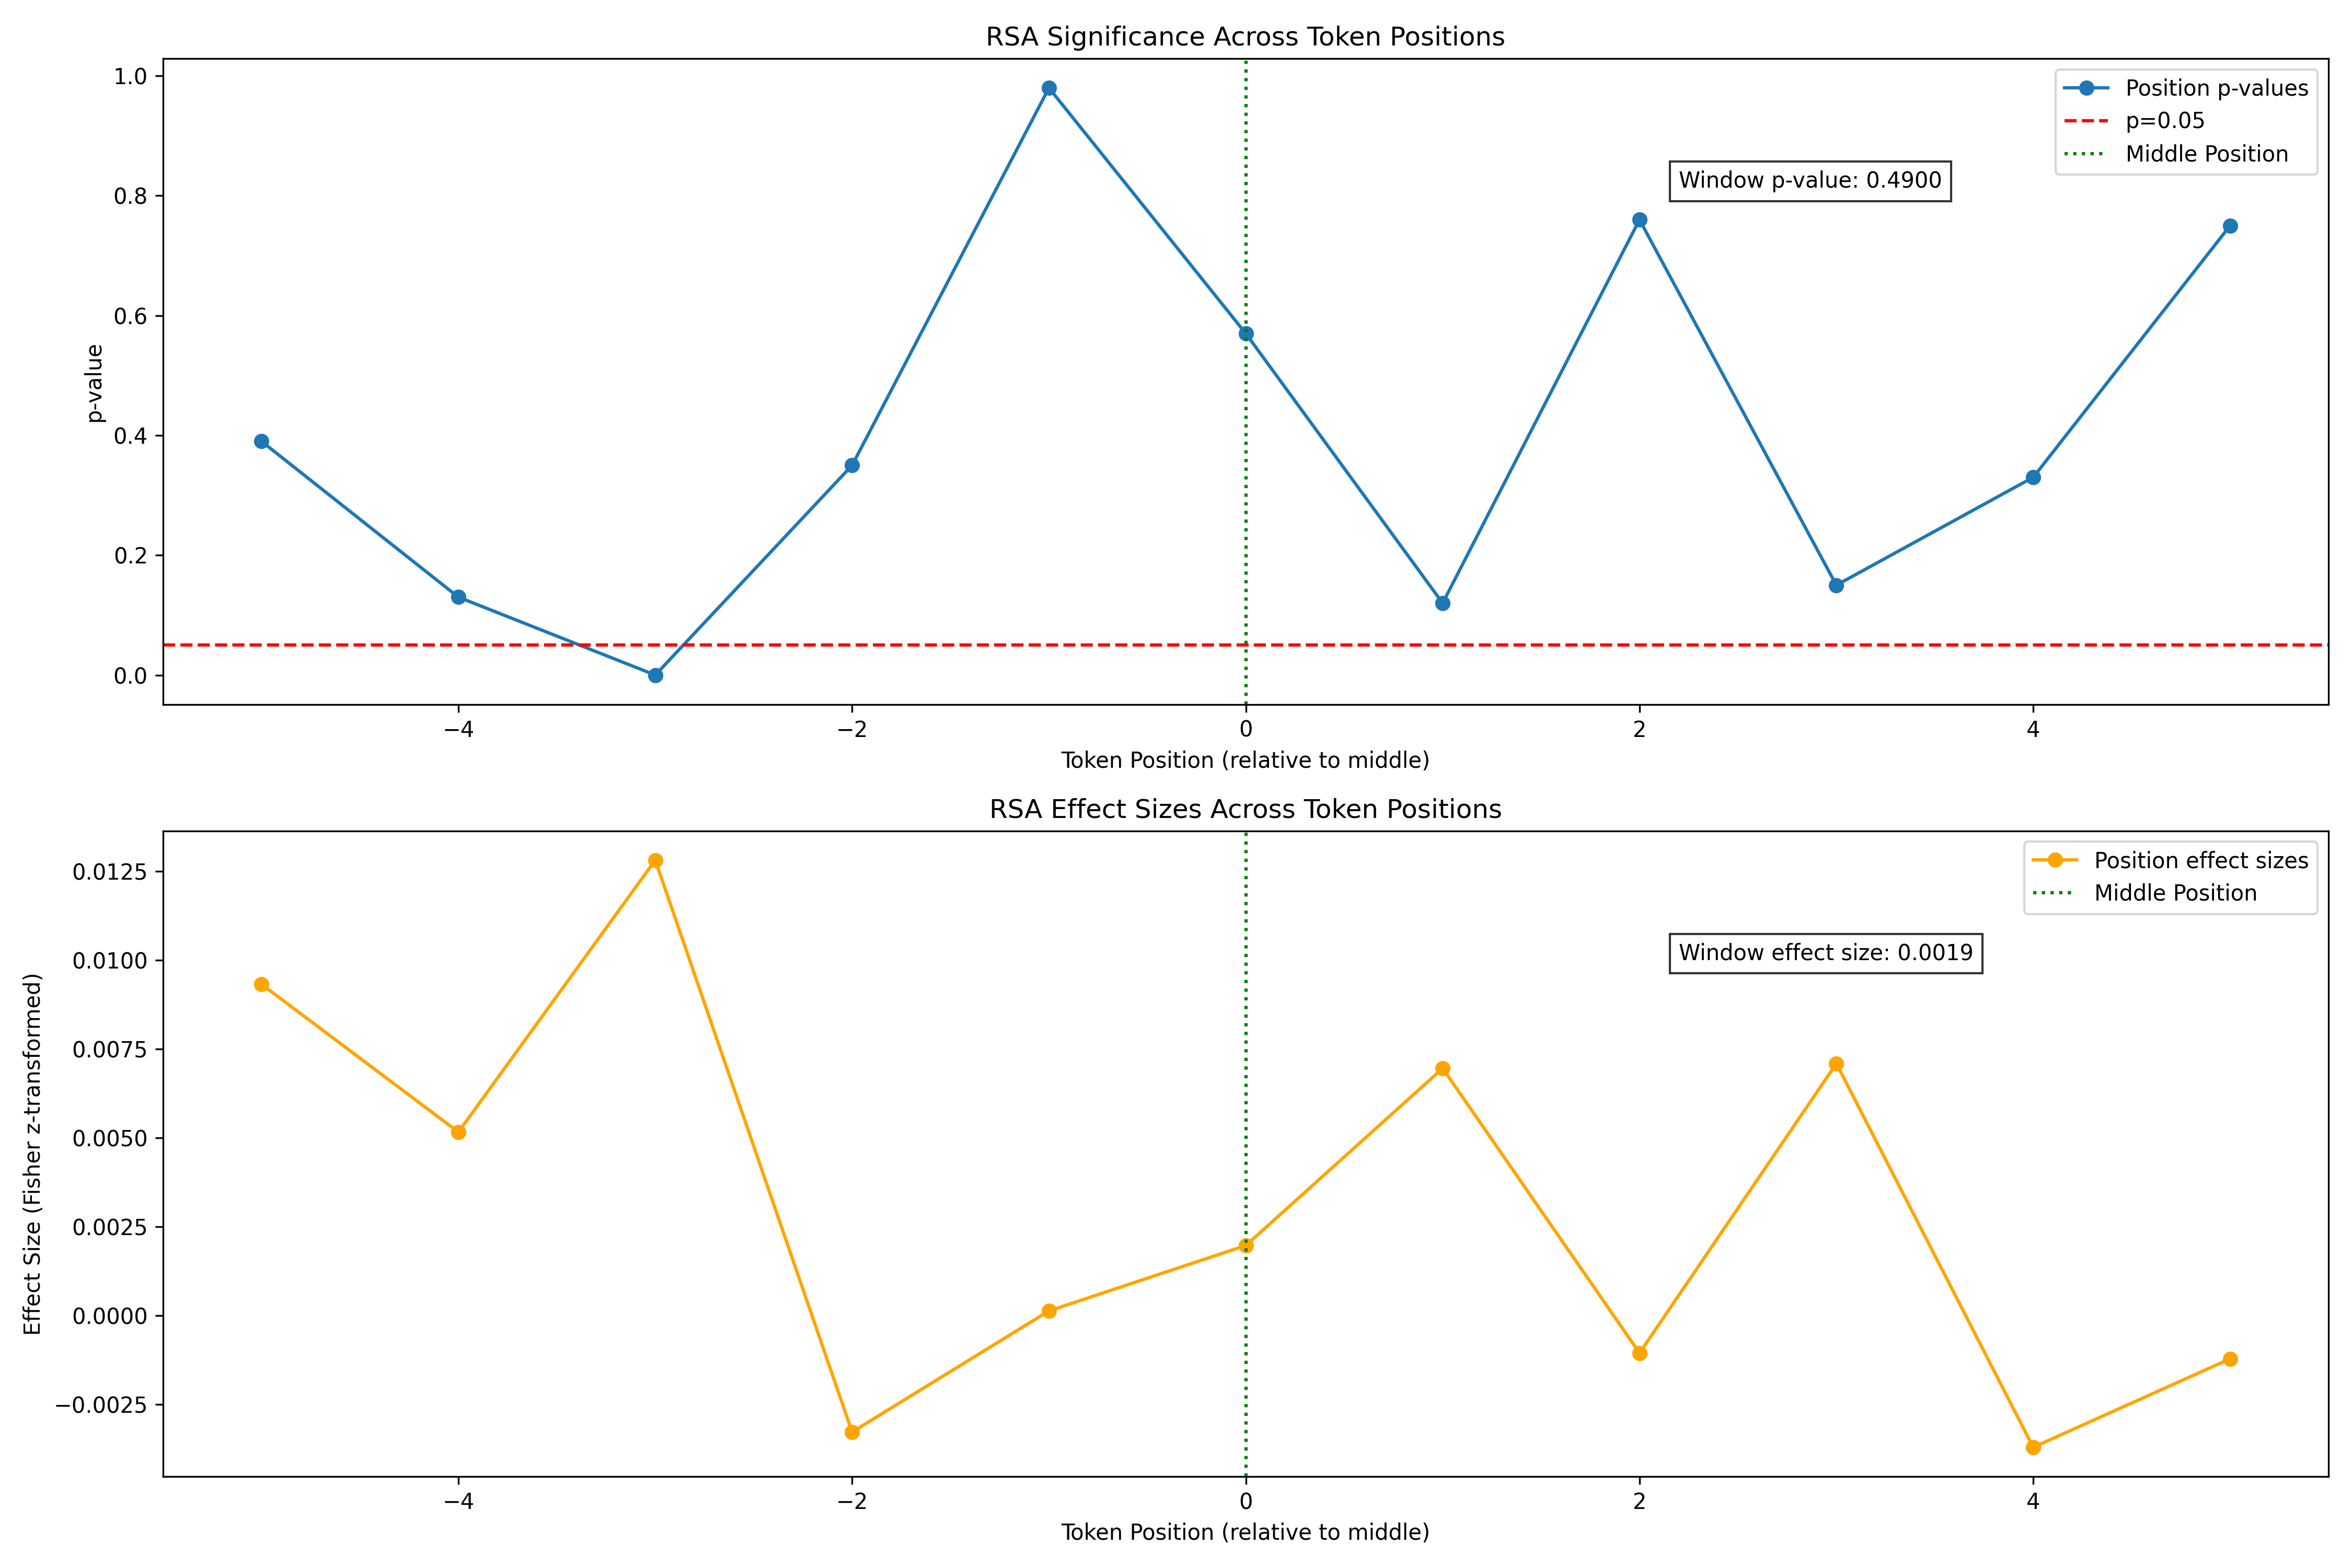 RSA Significance Across Token Positions
1.0
0.8
0.6
0.4
0.2
0.0
p-value
Position p-values
p=0.05
Middle Position
Window p-value: 0.4900
−4
−2
0
2
4
Token Position (relative to middle)
RSA Effect Sizes Across Token Positions
0.0125
0.0100
0.0075
0.0050
0.0025
0.0000
−0.0025
Effect Size (Fisher z-transformed)
Position effect sizes
Middle Position
Window effect size: 0.0019
−4
−2
0
2
4
Token Position (relative to middle)